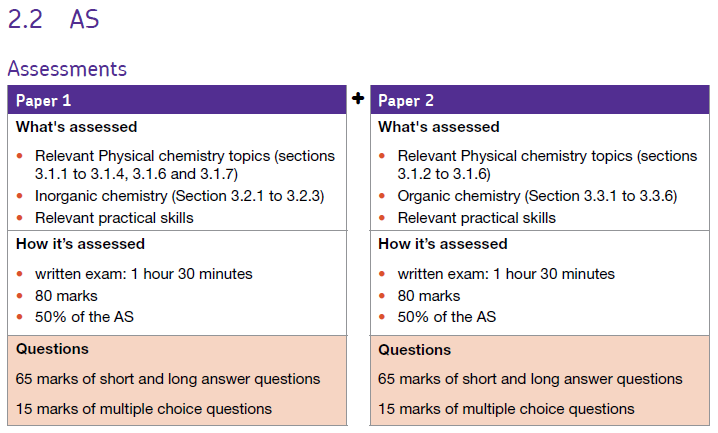 2.2 AS
Assessments
Paper 1
What's assessed
• Relevant Physical chemistry topics (sections
3.1.1 to 3.1.4, 3.1.6 and 3.1.7)
• Inorganic chemistry (Section 3.2.1 to 3.2.3)
• Relevant practical skills
How it’s assessed
• written exam: 1 hour 30 minutes
• 80 marks
• 50% of the AS
Questions
65 marks of short and long answer questions
15 marks of multiple choice questions
+
Paper 2
What's assessed
• Relevant Physical chemistry topics (sections
3.1.2 to 3.1.6)
• Organic chemistry (Section 3.3.1 to 3.3.6)
• Relevant practical skills
How it’s assessed
• written exam: 1 hour 30 minutes
• 80 marks
• 50% of the AS
Questions
65 marks of short and long answer questions
15 marks of multiple choice questions